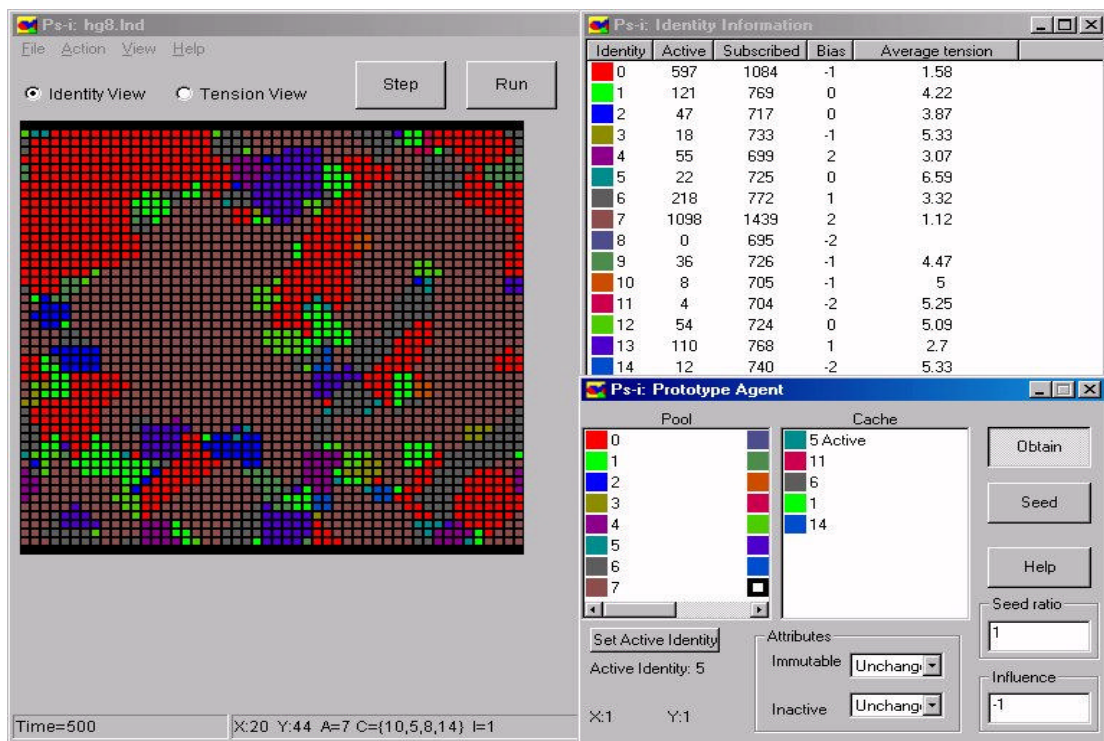 Ps-i: hg8.lnd
File Action View Help
Identity View Tension View Step Run
Time=500 X:20 Y:44 A=7 C={10,5,8,14} I=1
Ps-i: Identity Information
Identity Active Subscribed Bias Average tension
0 597 1084 -1 1.58
1 121 769 0 4.22
2 47 717 0 3.87
3 18 733 -1 5.33
4 55 699 2 3.07
5 22 725 0 6.59
6 218 772 1 3.32
7 1098 1439 2 1.12
8 0 695 -2
9 36 726 -1 4.47
10 8 705 -1 5
11 4 704 -2 5.25
12 54 724 0 5.09
13 110 768 1 2.7
14 12 740 -2 5.33
Ps-i: Prototype Agent
Pool
0
1
2
3
4
5
6
7
Cache
5 Active
11
6
1
14
Obtain
Seed
Help
Seed ratio
1
Influence
-1
Set Active Identity
Active Identity: 5
X:1 Y:1
Attributes
Immutable Unchang
Inactive Unchang